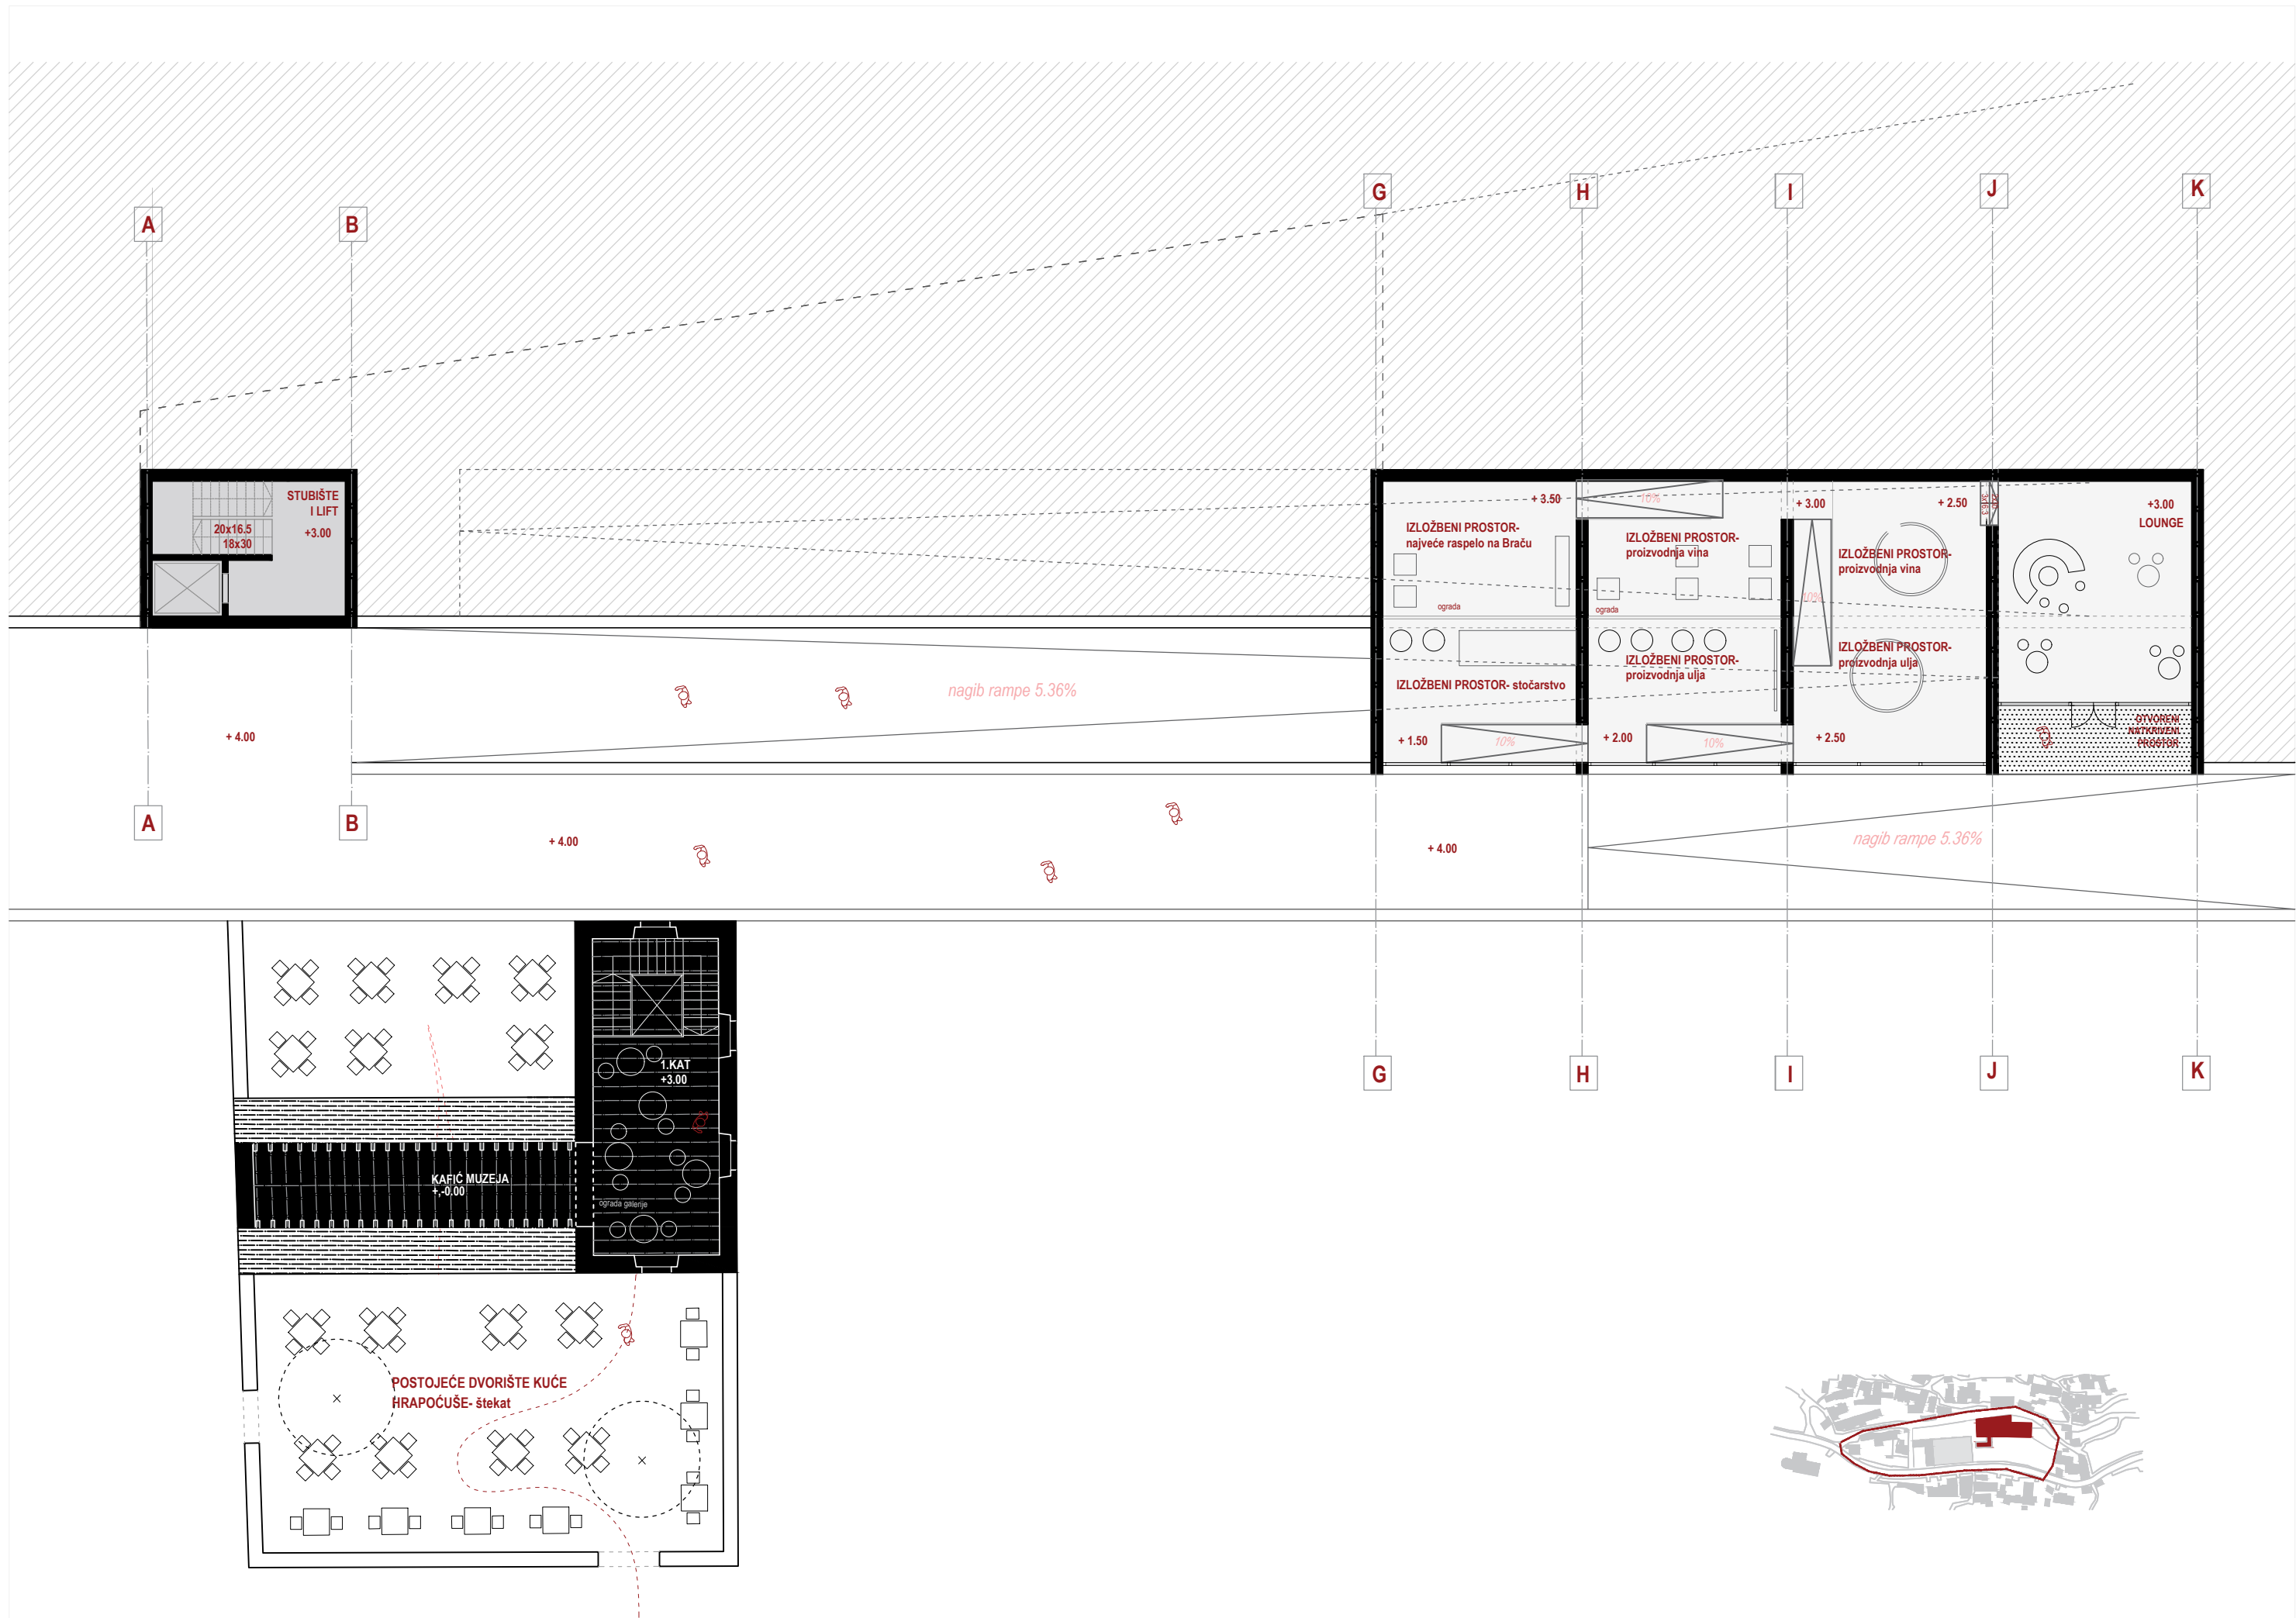 G
H
I
J
K
A
B
STUBIŠTE
I LIFT
+3.00
20x16.5
18x30
+ 3.50
10%
+ 3.00
+ 2.50
+3.00
LOUNGE
IZLOŽBENI PROSTOR-
najveće raspelo na Braču
IZLOŽBENI PROSTOR-
proizvodnja vina
IZLOŽBENI PROSTOR-
proizvodnja vina
10%
ograda
ograda
IZLOŽBENI PROSTOR-
proizvodnja ulja
IZLOŽBENI PROSTOR-
proizvodnja ulja
IZLOŽBENI PROSTOR- stočarstvo
nagib rampe 5.36%
+ 4.00
+ 1.50
10%
+ 2.00
10%
+ 2.50
OTVORENI
NATKRIVENI
PROSTOR
A
B
+ 4.00
+ 4.00
nagib rampe 5.36%
G
H
I
J
K
1.KAT
+3.00
KAFIĆ MUZEJA
+,-0.00
ograda galerije
POSTOJEĆE DVORIŠTE KUĆE
HRAPOĆUŠE- štekat